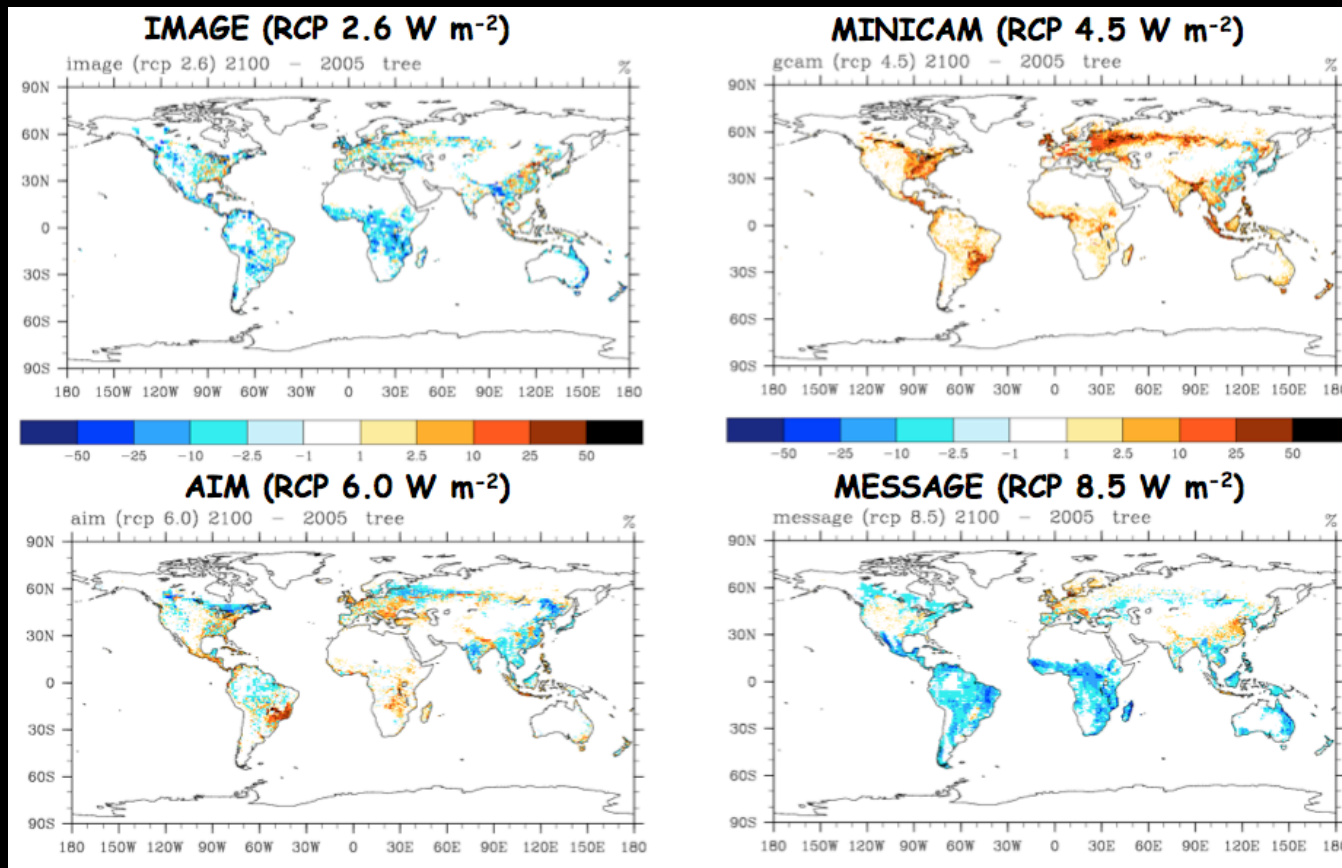 IMAGE (RCP 2.6 W m-2)
image (rcp 2.6) 2100 - 2005 tree %
90N
60N
30N
0
30S
60S
90S
180 150W 120W 90W 60W 30W 0 30E 60E 90E 120E 150E 180
-50 -25 -10 -2.5 -1 1 2.5 10 25 50
MINICAM (RCP 4.5 W m-2)
gcam (rcp 4.5) 2100 - 2005 tree %
90N
60N
30N
0
30S
60S
90S
180 150W 120W 90W 60W 30W 0 30E 60E 90E 120E 150E 180
-50 -25 -10 -2.5 -1 1 2.5 10 25 50
AIM (RCP 6.0 W m-2)
aim (rcp 6.0) 2100 - 2005 tree %
90N
60N
30N
0
30S
60S
90S
180 150W 120W 90W 60W 30W 0 30E 60E 90E 120E 150E 180
MESSAGE (RCP 8.5 W m-2)
message (rcp 8.5) 2100 - 2005 tree %
90N
60N
30N
0
30S
60S
90S
180 150W 120W 90W 60W 30W 0 30E 60E 90E 120E 150E 180